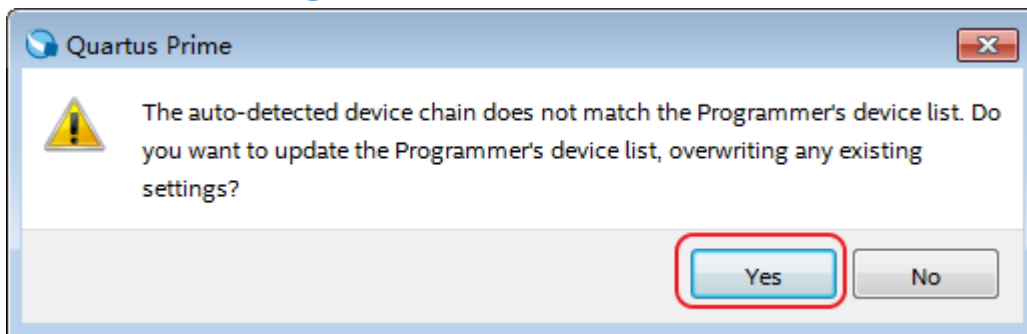 Quartus Prime
The auto-detected device chain does not match the Programmer's device list. Do
you want to update the Programmer's device list, overwriting any existing
settings?
Yes
No